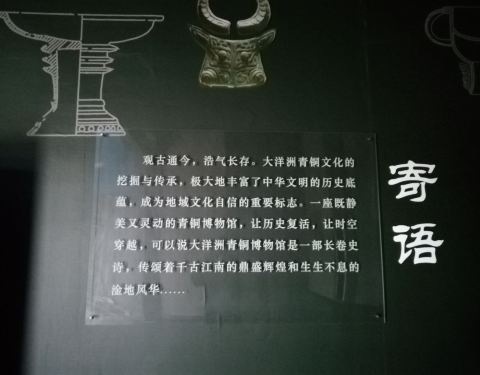 寄语
观古通今，浩气长存。大洋洲青铜文化的
挖掘与传承，极大地丰富了中华文明的历史底
蕴，成为地域文化自信的重要标志。一座既静
美又灵动的青铜博物馆，让历史复活，让时空
穿越，可以说大洋洲青铜博物馆是一部长卷史
诗，传颂着千古江南的鼎盛辉煌和生生不息的
淦地风华……